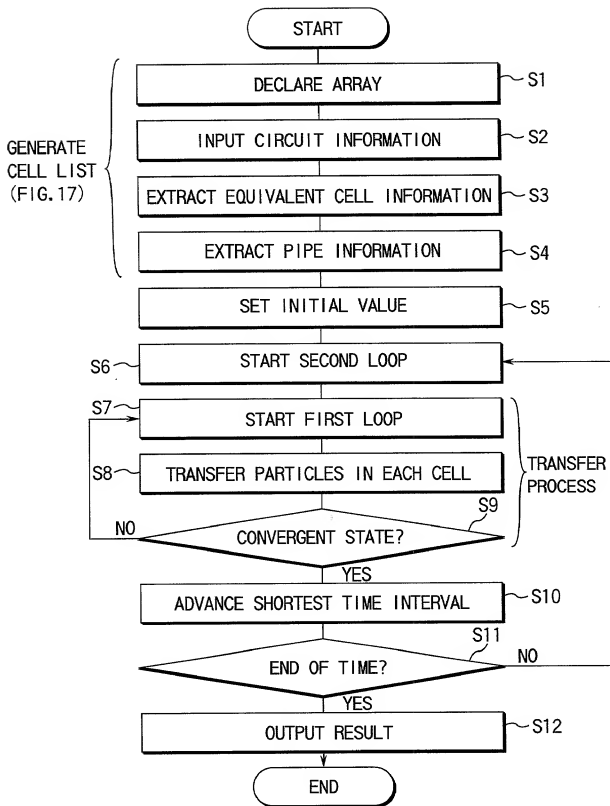 START
DECLARE ARRAY
S1
INPUT CIRCUIT INFORMATION
S2
GENERATE
CELL LIST
(FIG.17)
EXTRACT EQUIVALENT CELL INFORMATION
S3
EXTRACT PIPE INFORMATION
S4
SET INITIAL VALUE
S5
S6
START SECOND LOOP
S7
START FIRST LOOP
S8
TRANSFER PARTICLES IN EACH CELL
TRANSFER
PROCESS
S9
NO
CONVERGENT STATE?
YES
ADVANCE SHORTEST TIME INTERVAL
S10
S11
END OF TIME?
NO
YES
OUTPUT RESULT
S12
END